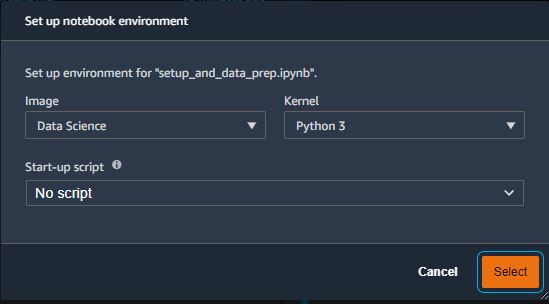 Set up notebook environment
Set up environment for "setup_and_data_prep.ipynb".
Image
Kernel
Data Science
Python 3
Start-up script
No script
Cancel
Select